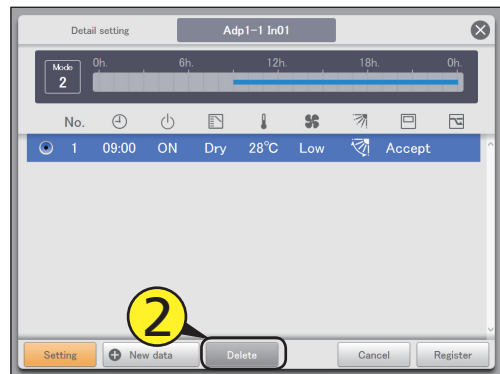 Detail setting
Adp1-1 In01
Mode 2
0h. 6h. 12h. 18h. 0h.
No.
1 09:00 ON Dry 28°C Low Accept
2
Setting New data Delete Cancel Register